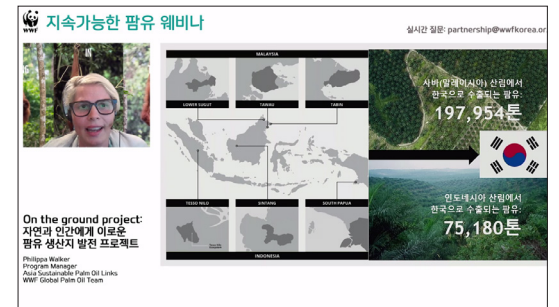 WWF
지속가능한 팜유 웨비나
실시간 질문: partnership@wwfkorea.or
MALAYSIA
LOWER SUGUT
TAWAU
TABIN
사바(말레이시아) 산림에서
한국으로 수출되는 팜유:
197,954톤
인도네시아 산림에서
한국으로 수출되는 팜유:
75,180톤
TESSO NILO
SINTANG
SOUTH PAPUA
INDONESIA
On the ground project:
자연과 인간에게 이로운
팜유 생산지 발전 프로젝트
Philippa Walker
Program Manager
Asia Sustainable Palm Oil Links
WWF Global Palm Oil Team